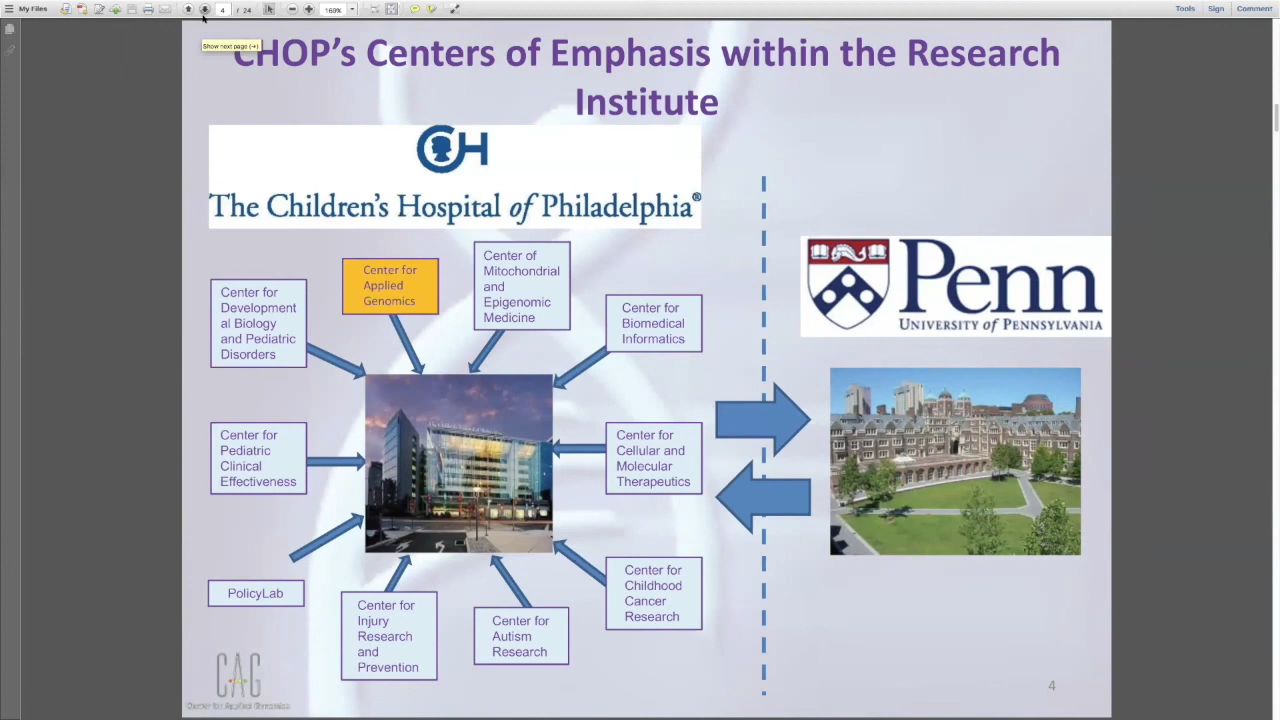 My Files
4 / 24
169%
Tools Sign Comment
Show next page (→)
CHOP's Centers of Emphasis within the Research
Institute
CH
The Children's Hospital of Philadelphia®
Penn
UNIVERSITY of PENNSYLVANIA
Center for
Applied
Genomics
Center of
Mitochondrial
and
Epigenomic
Medicine
Center for
Development
al Biology
and Pediatric
Disorders
Center for
Biomedical
Informatics
Center for
Pediatric
Clinical
Effectiveness
Center for
Cellular and
Molecular
Therapeutics
PolicyLab
Center for
Injury
Research
and
Prevention
Center for
Autism
Research
Center for
Childhood
Cancer
Research
CAG
Center for Applied Genomics
4